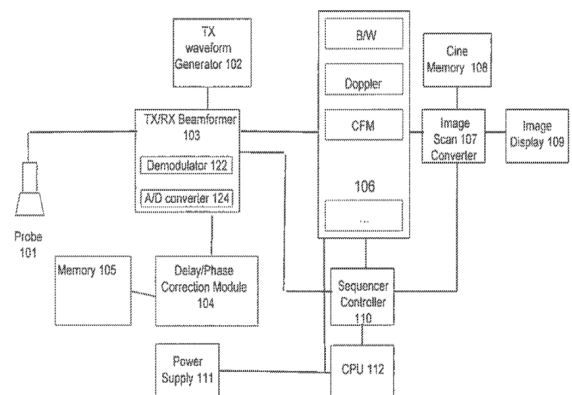 TX
waveform
Generator 102
B/W
Doppler
CFM
106
...
Cine
Memory 108
TX/RX Beamformer
103
Demodulator 122
A/D converter 124
Image
Scan 107
Converter
Image
Display 109
Probe
101
Memory 105
Delay/Phase
Correction Module
104
Sequencer
Controller
110
Power
Supply 111
CPU 112